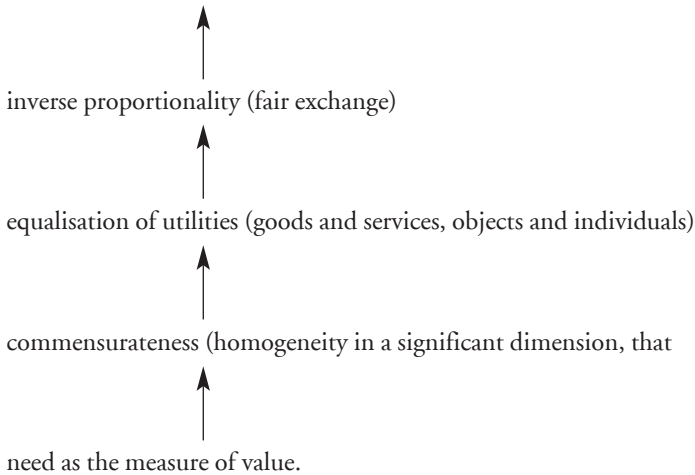 inverse proportionality (fair exchange)
equalisation of utilities (goods and services, objects and individuals)
commensurateness (homogeneity in a significant dimension, that
need as the measure of value.